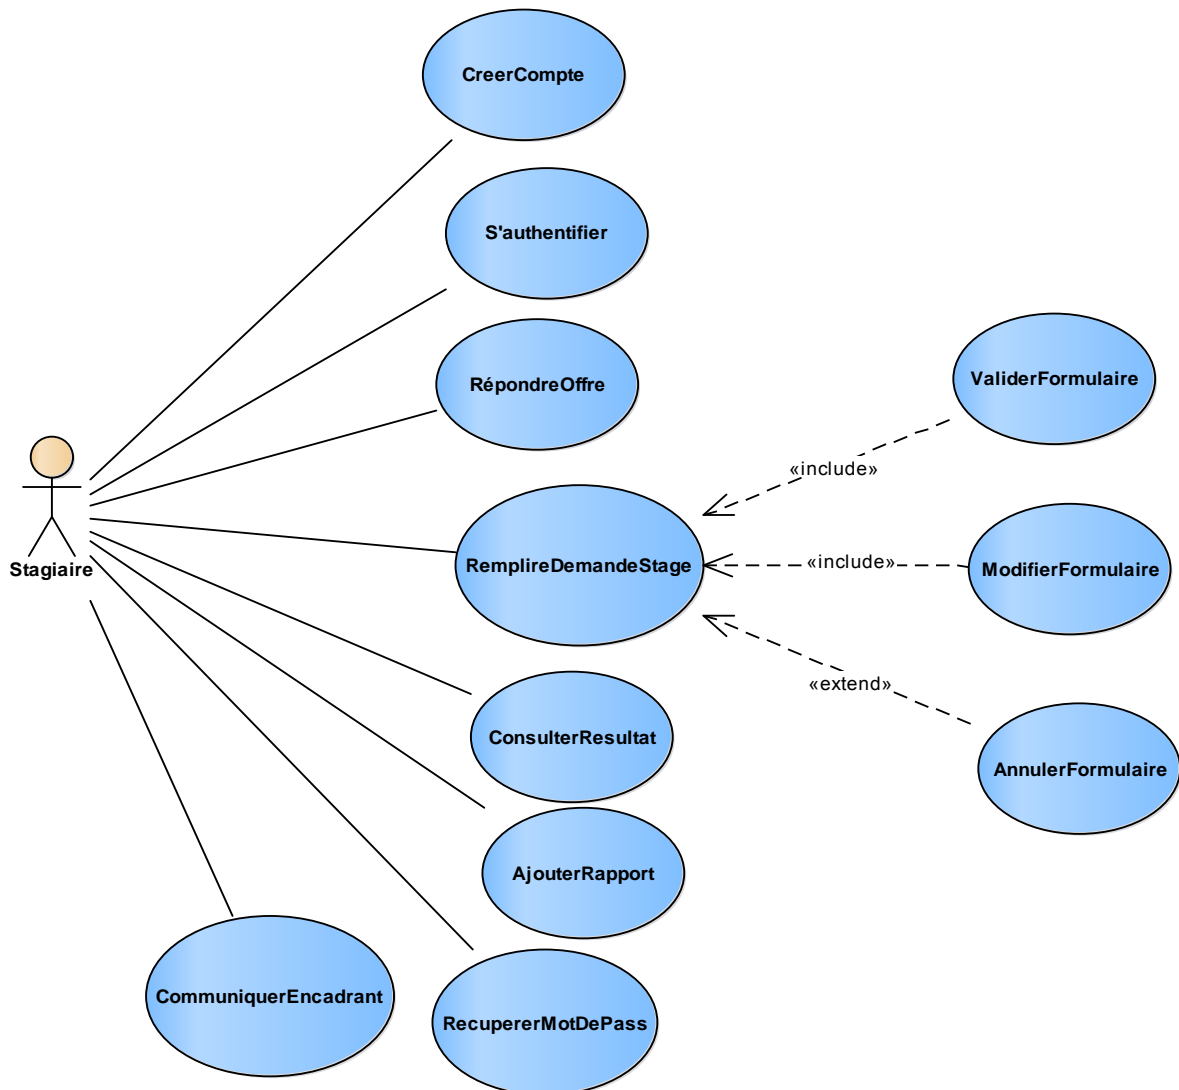 CreerCompte
S'authentifier
RépondreOffre
ValiderFormulaire
«include»
Stagiaire
RemplireDemandeStage
«include»
ModifierFormulaire
«extend»
ConsulterResultat
AnnulerFormulaire
AjouterRapport
CommuniquerEncadrant
RecupererMotDePass